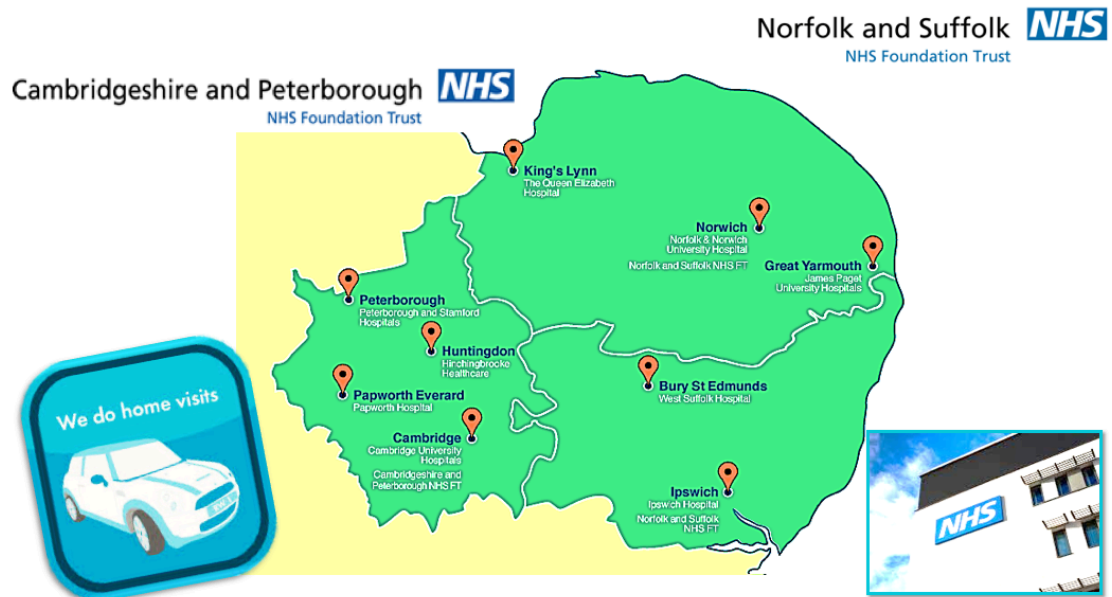 Norfolk and Suffolk NHS
NHS Foundation Trust
Cambridgeshire and Peterborough NHS
NHS Foundation Trust
King's Lynn
The Queen Elizabeth
Hospital
Norwich
Norfolk & Norwich
University Hospital
Norfolk and Suffolk NHS FT
Great Yarmouth
James Paget
University Hospitals
Peterborough
Peterborough and Stamford
Hospitals
Huntingdon
Hinchingbrooke
Healthcare
Papworth Everard
Papworth Hospital
Bury St Edmunds
West Suffolk Hospital
Cambridge
Cambridge University
Hospitals
Cambridgeshire and
Peterborough NHS FT
Ipswich
Ipswich Hospital
Norfolk and Suffolk
NHS FT
We do home visits
NHS